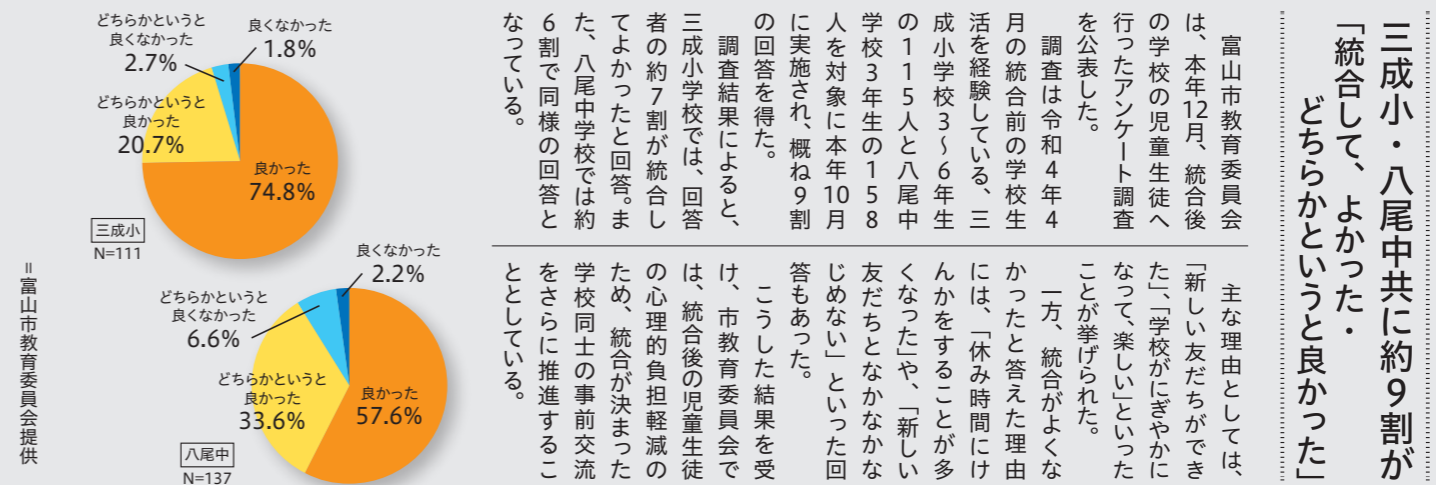 三成小・八尾中共に約9割が
「統合して、よかった・
どちらかというと良かった」
富山市教育委員会
は、本年12月、統合後
の学校の児童生徒へ
行ったアンケート調査
を公表した。
調査は令和4年4
月の統合前の学校生
活を経験している、三
成小学校3～6年生
の115人と八尾中
学校3年生の158
人を対象に本年10月
に実施され、概ね9割
の回答を得た。
調査結果によると、
三成小学校では、回答
者の約7割が統合し
てよかったと回答。ま
た、八尾中学校では約
6割で同様の回答と
なっている。
主な理由としては、
「新しい友だちができ
た」、「学校がにぎやかに
なって、楽しい」といった
ことが挙げられた。
一方、統合がよくな
かったと答えた理由
には、「休み時間にけ
んかをすることが多
くなった」や、「新しい
友だちとなかなかな
じめない」といった回
答もあった。
こうした結果を受
け、市教育委員会で
は、統合後の児童生徒
の心理的負担軽減の
ため、統合が決まった
学校同士の事前交流
をさらに推進するこ
ととしている。
どちらかというと
良くなかった
2.7%
良くなかった
1.8%
どちらかというと
良かった
20.7%
良かった
74.8%
三成小
N=111
良くなかった
2.2%
どちらかというと
良くなかった
6.6%
どちらかというと
良かった
33.6%
良かった
57.6%
八尾中
N=137
=富山市教育委員会提供